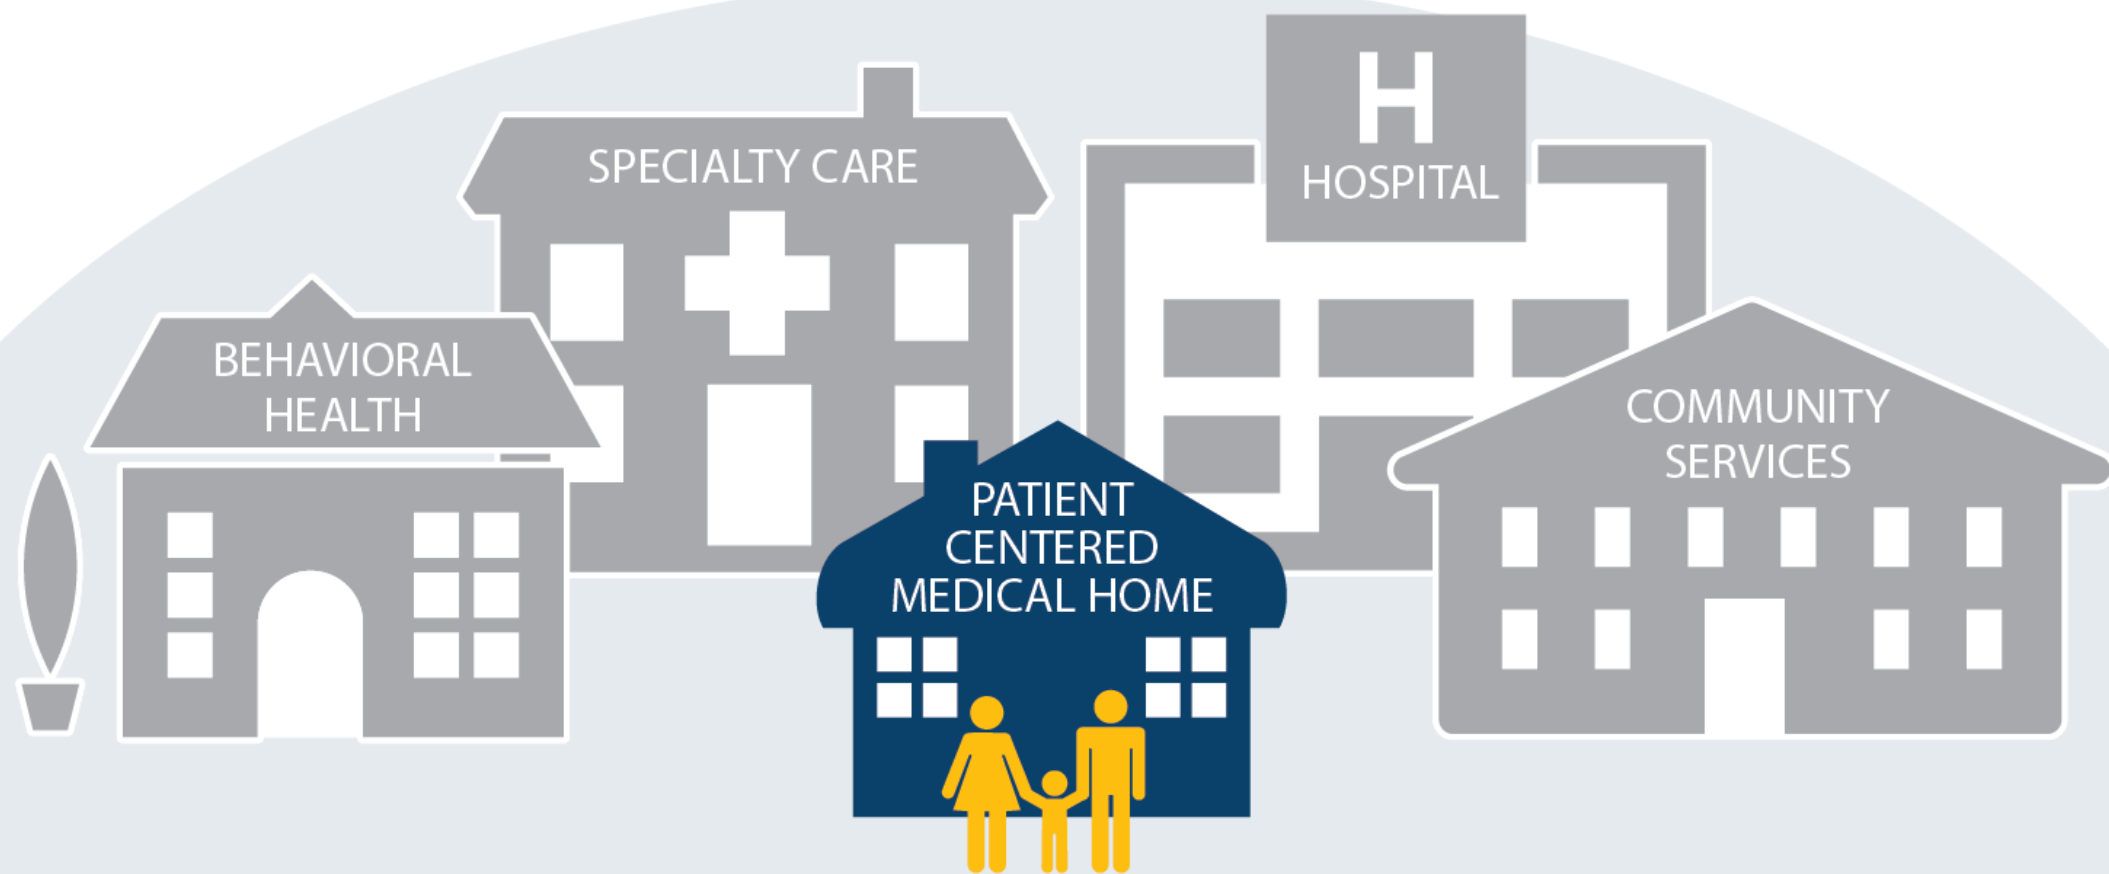 SPECIALTY CARE
H
HOSPITAL
BEHAVIORAL
HEALTH
COMMUNITY
SERVICES
PATIENT
CENTERED
MEDICAL HOME